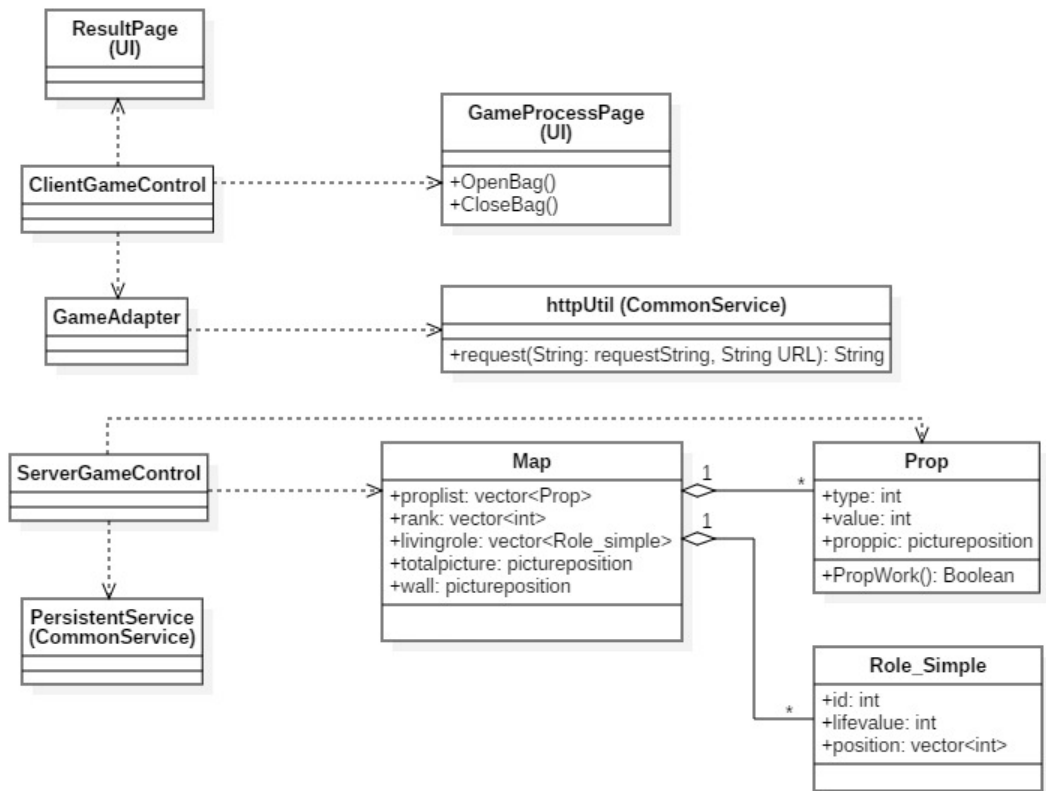 ResultPage
(UI)
GameProcessPage
(UI)
+OpenBag()
+CloseBag()
ClientGameControl
GameAdapter
httpUtil (CommonService)
+request(String: requestString, String URL): String
ServerGameControl
Map
+proplist: vector<Prop>
+rank: vector<int>
+livingrole: vector<Role_simple>
+totalpicture: pictureposition
+wall: pictureposition
1
*
1
*
Prop
+type: int
+value: int
+proppic: pictureposition
+PropWork(): Boolean
PersistentService
(CommonService)
Role_Simple
+id: int
+lifevalue: int
+position: vector<int>